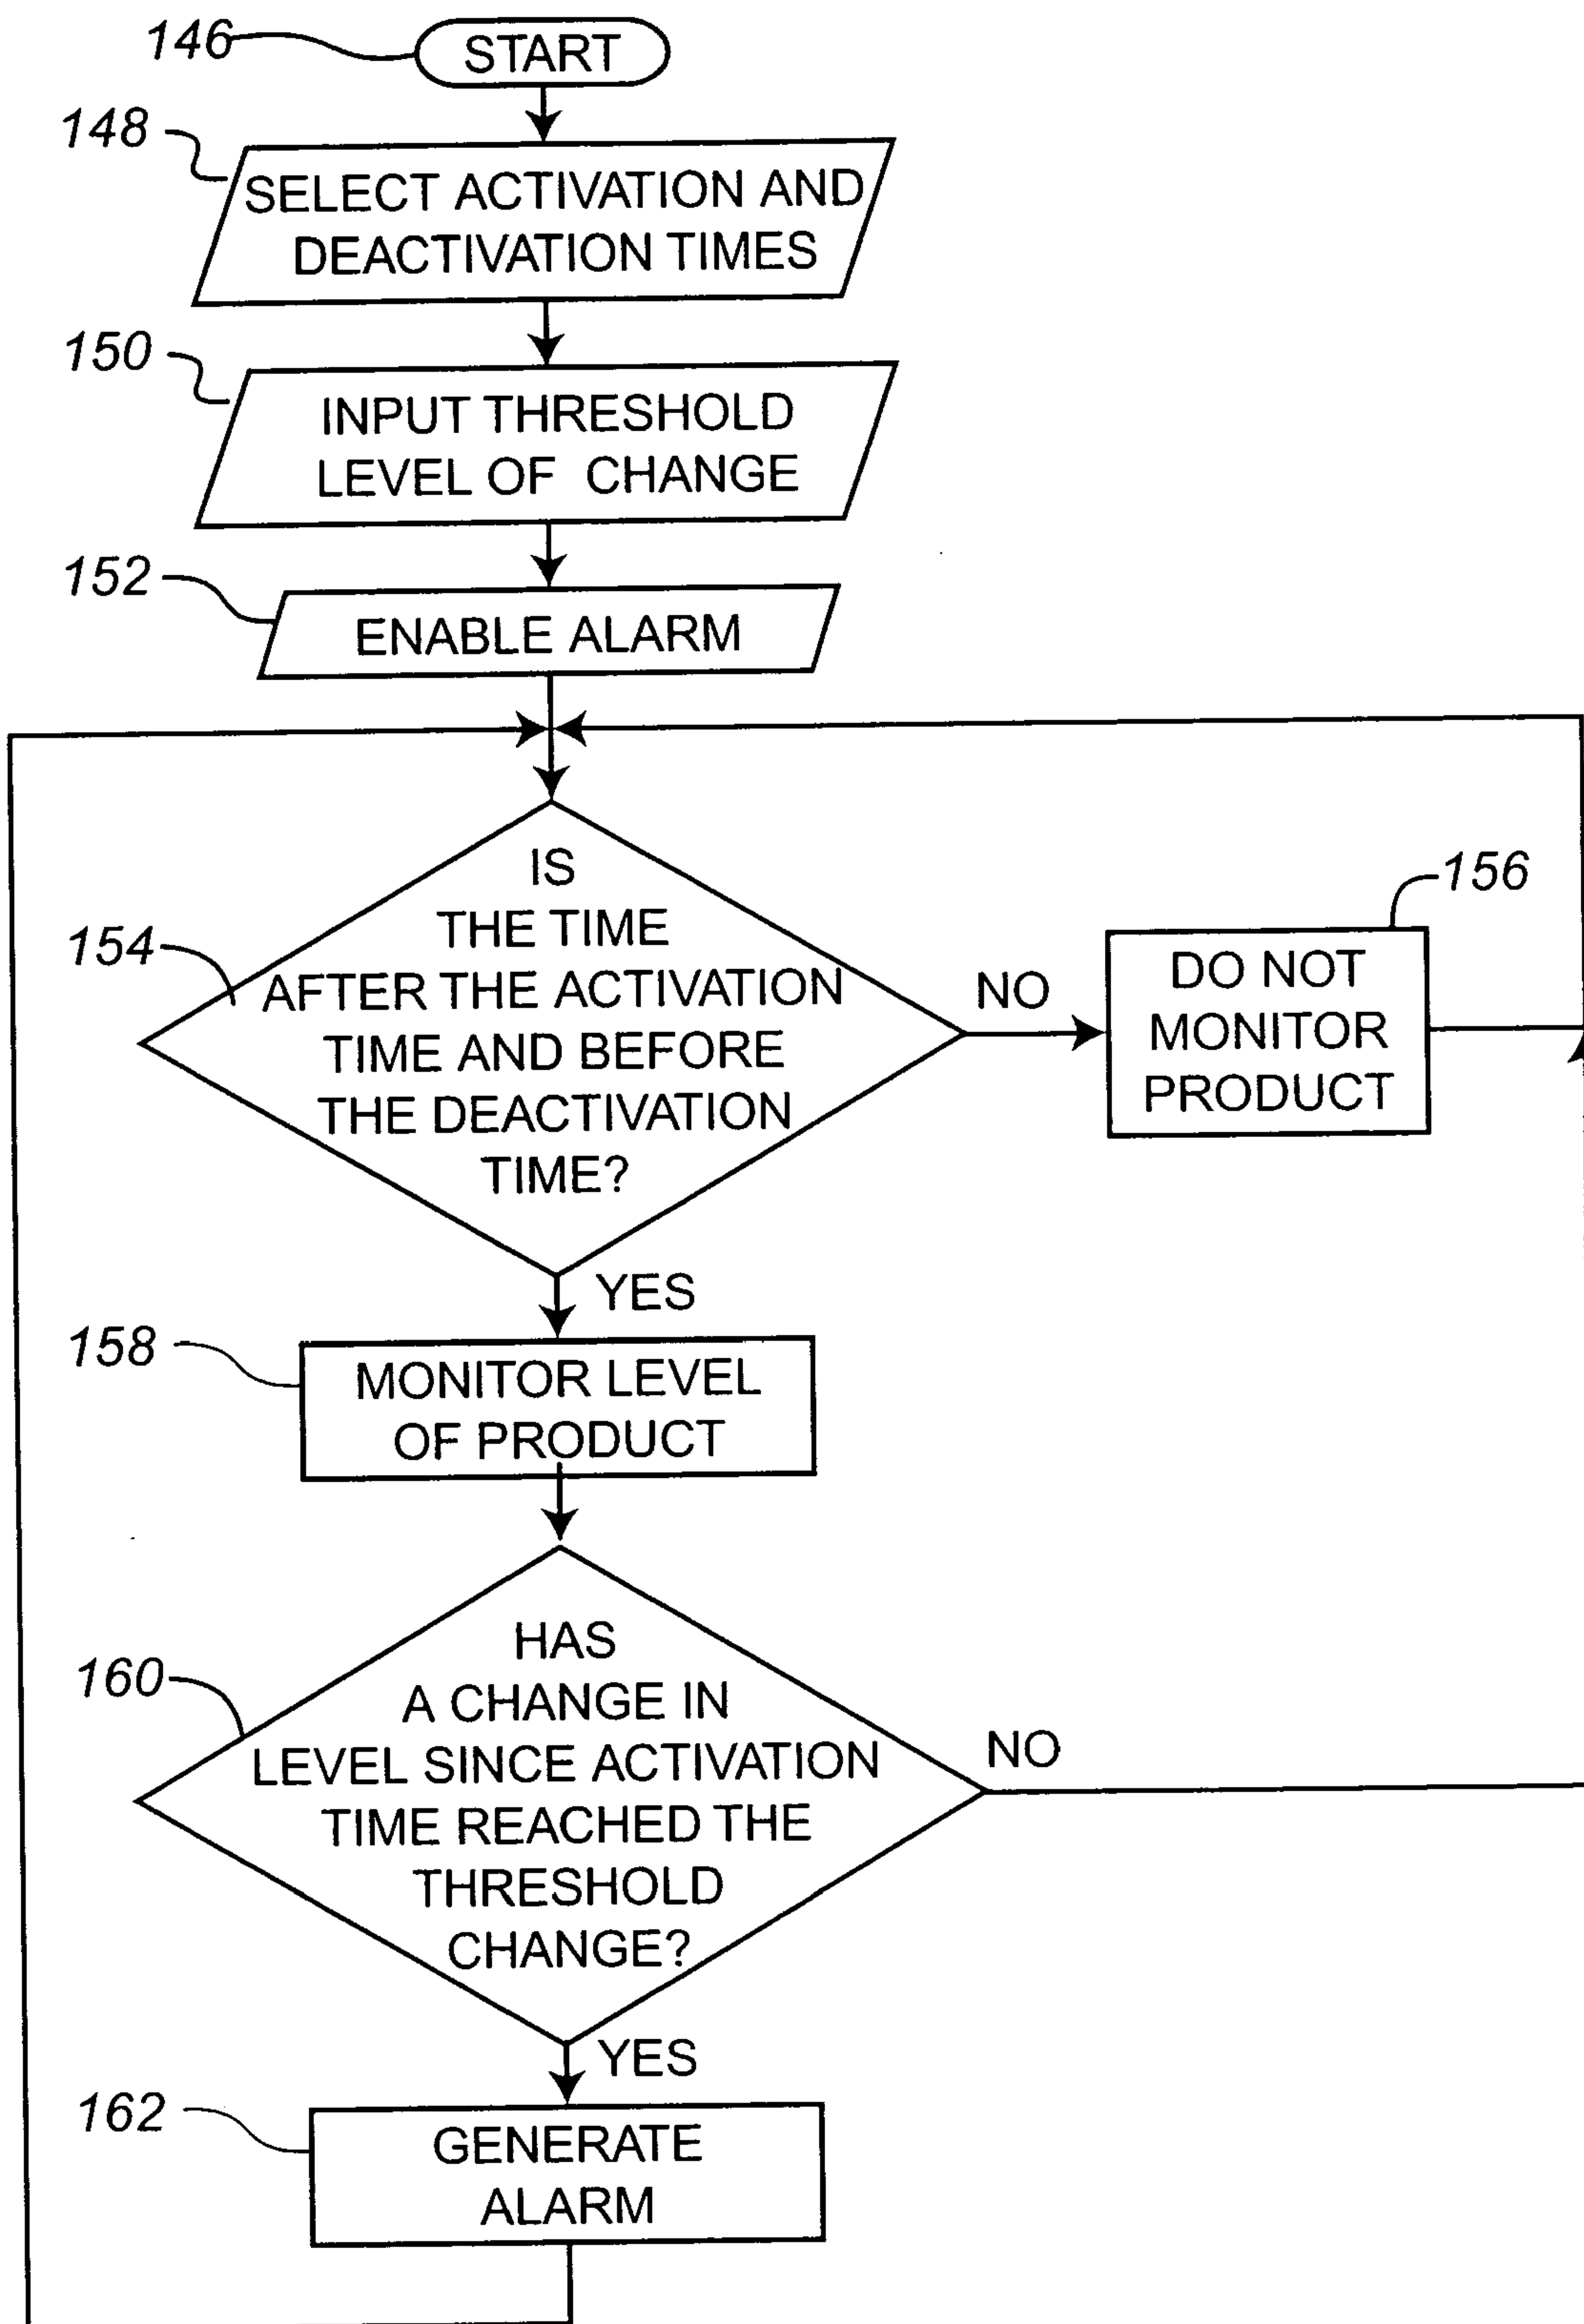 146
START
148
SELECT ACTIVATION AND
DEACTIVATION TIMES
150
INPUT THRESHOLD
LEVEL OF CHANGE
152
ENABLE ALARM
154
IS
THE TIME
AFTER THE ACTIVATION
TIME AND BEFORE
THE DEACTIVATION
TIME?
NO
156
DO NOT
MONITOR
PRODUCT
YES
158
MONITOR LEVEL
OF PRODUCT
160
HAS
A CHANGE IN
LEVEL SINCE ACTIVATION
TIME REACHED THE
THRESHOLD
CHANGE?
NO
YES
162
GENERATE
ALARM